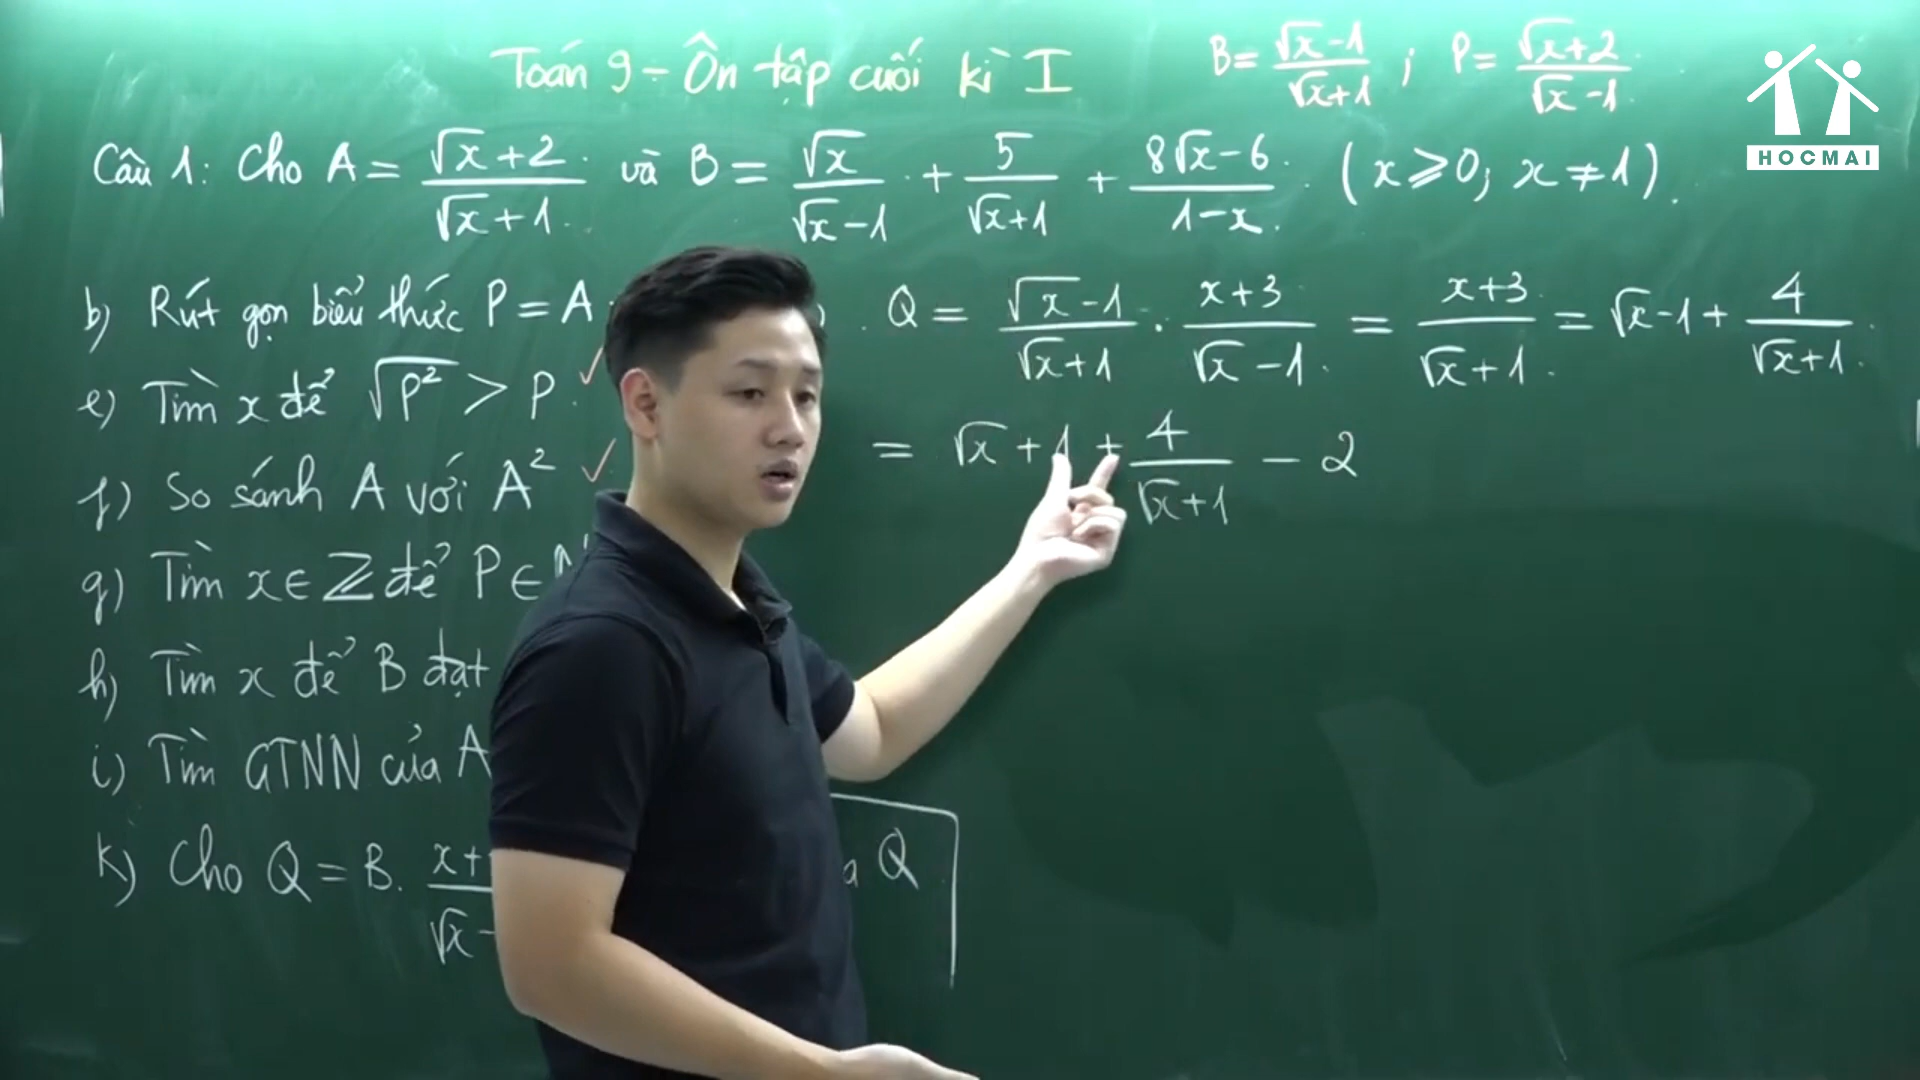 Toán 9 - Ôn tập cuối kì I
B = (√x - 1)/(√x + 1) ; P = (√x + 2)/(√x - 1)
HOCMAI
Câu 1: Cho A = (√x + 2)/(√x + 1) và B = √x/(√x - 1) + 5/(√x + 1) + (8√x - 6)/(1 - x) (x ⩾ 0; x ≠ 1).
b) Rút gọn biểu thức P = A
e) Tìm x để √P² > P
f) So sánh A với A²
g) Tìm x ∈ Z để P ∈
h) Tìm x để B đạt
i) Tìm GTNN của A
k) Cho Q = B. Q
Q = (√x - 1)/(√x + 1) . (x + 3)/(√x - 1) = (x + 3)/(√x + 1) = √x - 1 + 4/(√x + 1)
= √x + 1 + 4/(√x + 1) - 2